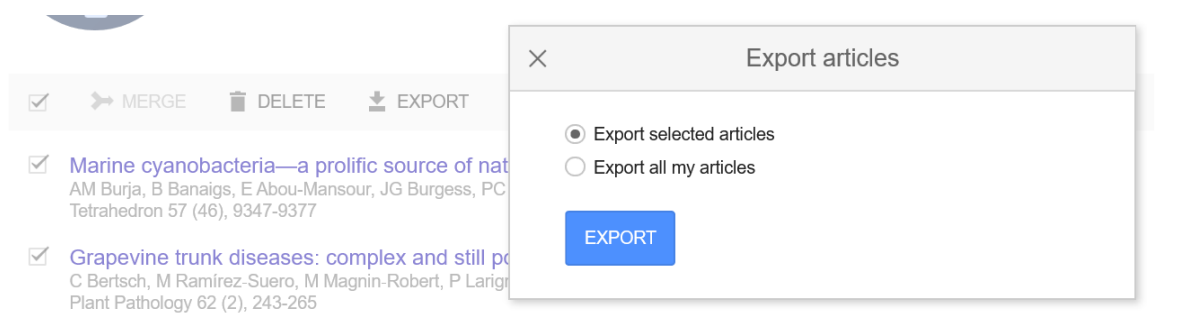 Export articles
MERGE DELETE EXPORT
Export selected articles
Export all my articles
EXPORT
Marine cyanobacteria—a prolific source of nat
AM Burja, B Banaigs, E Abou-Mansour, JG Burgess, PC
Tetrahedron 57 (46), 9347-9377
Grapevine trunk diseases: complex and still po
C Bertsch, M Ramírez-Suero, M Magnin-Robert, P Larign
Plant Pathology 62 (2), 243-265